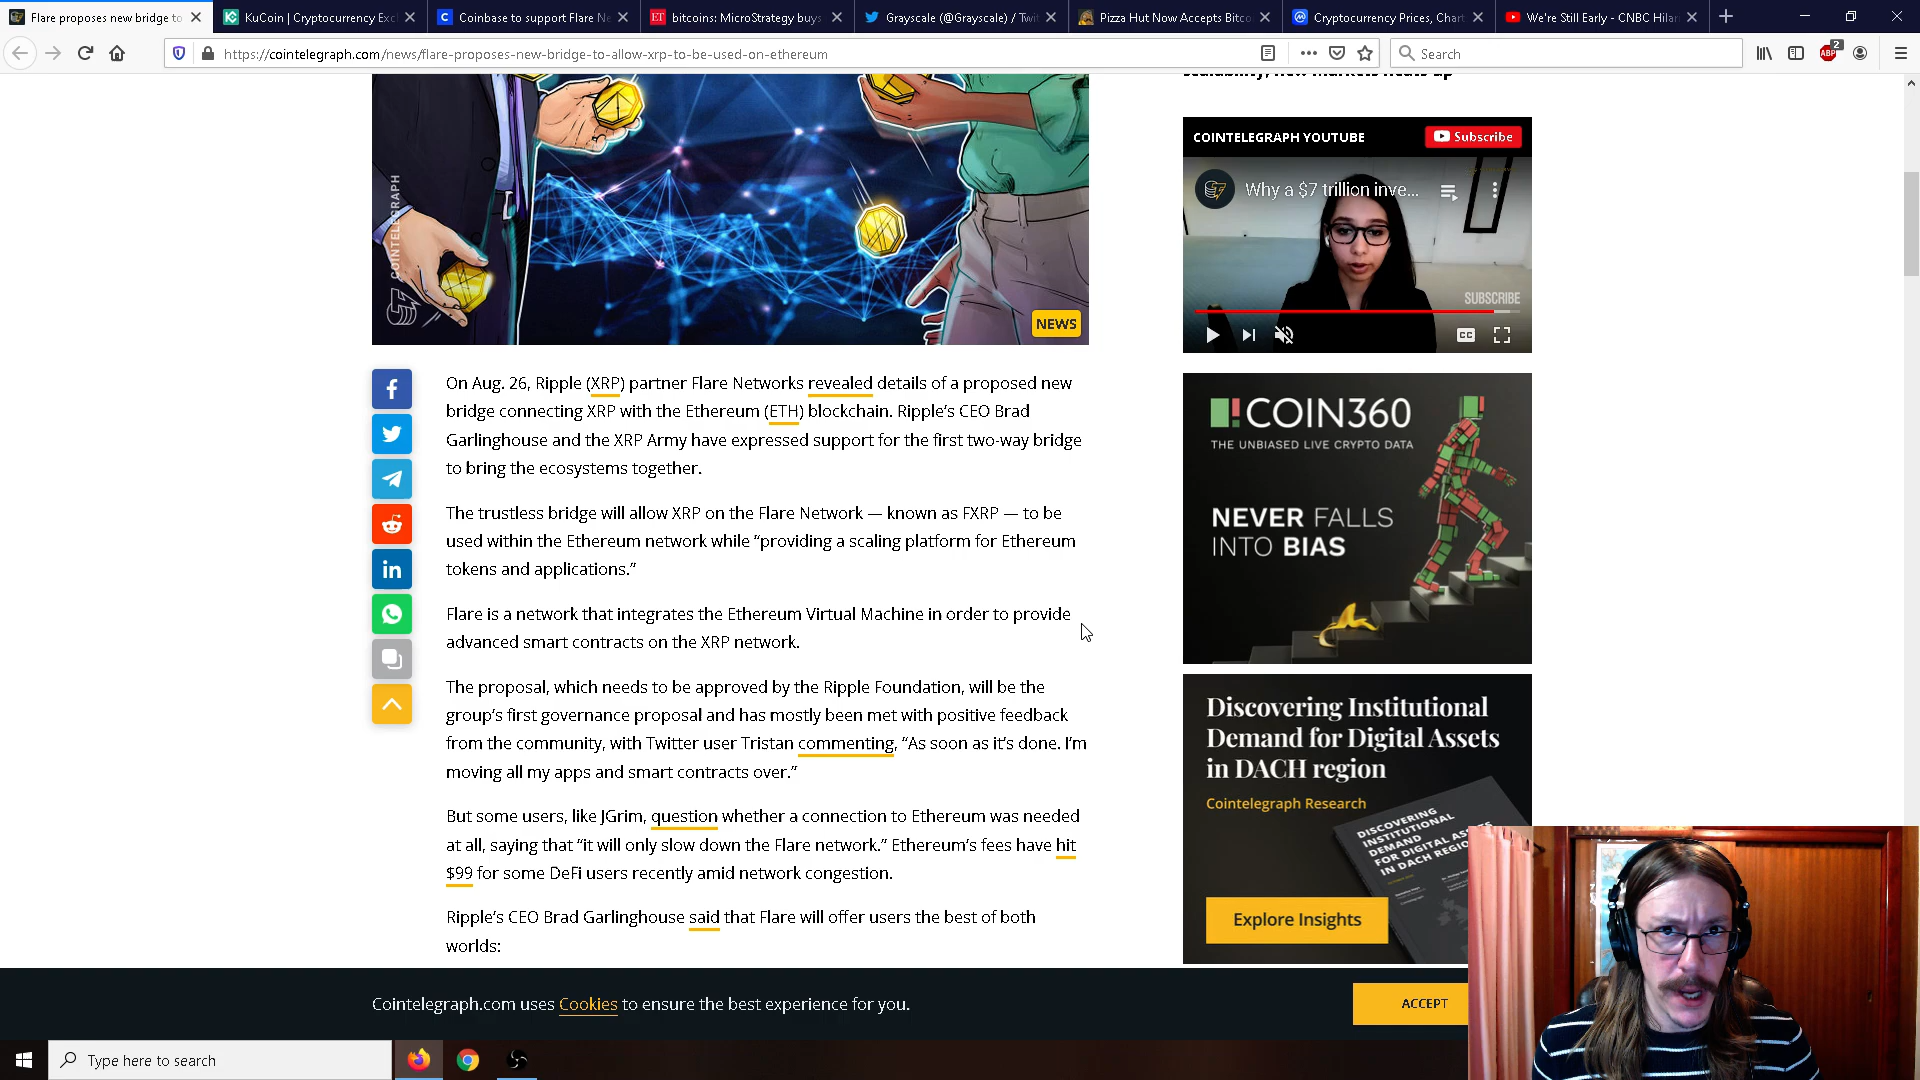 Flare proposes new bridge to
KuCoin | Cryptocurrency Exc
Coinbase to support Flare Ne
bitcoins: MicroStrategy buys
Grayscale (@Grayscale) / Twit
Pizza Hut Now Accepts Bitco
Cryptocurrency Prices, Chart
We're Still Early - CNBC Hilar
https://cointelegraph.com/news/flare-proposes-new-bridge-to-allow-xrp-to-be-used-on-ethereum
Search
ABP
2
scalability, new markets heats up
COINTELEGRAPH
NEWS
COINTELEGRAPH YOUTUBE
Subscribe
Why a $7 trillion inve...
SUBSCRIBE
CC
On Aug. 26, Ripple (XRP) partner Flare Networks revealed details of a proposed new
bridge connecting XRP with the Ethereum (ETH) blockchain. Ripple's CEO Brad
Garlinghouse and the XRP Army have expressed support for the first two-way bridge
to bring the ecosystems together.
The trustless bridge will allow XRP on the Flare Network — known as FXRP — to be
used within the Ethereum network while “providing a scaling platform for Ethereum
tokens and applications.”
Flare is a network that integrates the Ethereum Virtual Machine in order to provide
advanced smart contracts on the XRP network.
The proposal, which needs to be approved by the Ripple Foundation, will be the
group's first governance proposal and has mostly been met with positive feedback
from the community, with Twitter user Tristan commenting, “As soon as it's done. I'm
moving all my apps and smart contracts over.”
But some users, like JGrim, question whether a connection to Ethereum was needed
at all, saying that “it will only slow down the Flare network.” Ethereum's fees have hit
$99 for some DeFi users recently amid network congestion.
Ripple's CEO Brad Garlinghouse said that Flare will offer users the best of both
worlds:
COIN360
THE UNBIASED LIVE CRYPTO DATA
NEVER FALLS
INTO BIAS
Discovering Institutional
Demand for Digital Assets
in DACH region
Cointelegraph Research
DISCOVERING
INSTITUTIONAL
DEMAND
FOR DIGITAL ASSETS
IN DACH REGION
Explore Insights
Cointelegraph.com uses Cookies to ensure the best experience for you.
ACCEPT
Type here to search